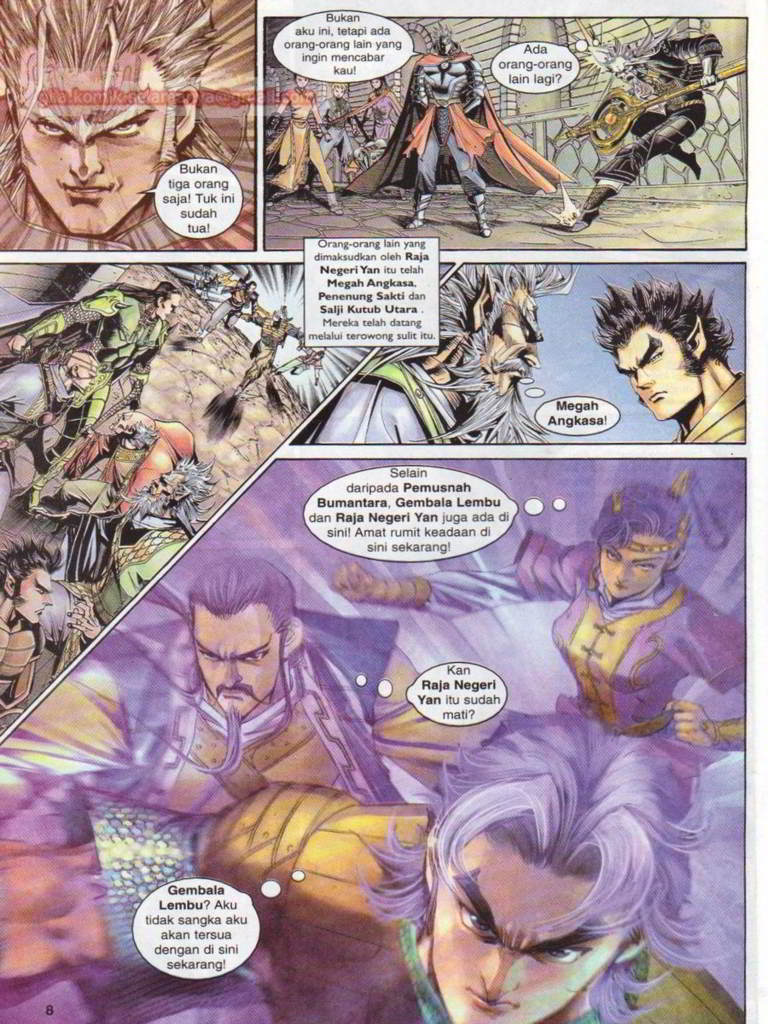 Bukan
tiga orang
saja! Tuk ini
sudah
tua!
Bukan
aku ini, tetapi ada
orang-orang lain yang
ingin mencabar
kau!
Ada
orang-orang
lain lagi?
Orang-orang lain yang
dimaksudkan oleh Raja
Negeri Yan itu telah
Megah Angkasa,
Penenung Sakti dan
Salji Kutub Utara .
Mereka telah datang
melalui terowong sulit itu.
Megah
Angkasa!
Selain
daripada Pemusnah
Bumantara, Gembala Lembu
dan Raja Negeri Yan juga ada di
sini! Amat rumit keadaan di
sini sekarang!
Kan
Raja Negeri
Yan itu sudah
mati?
Gembala
Lembu? Aku
tidak sangka aku
akan tersua
dengan di sini
sekarang!
8